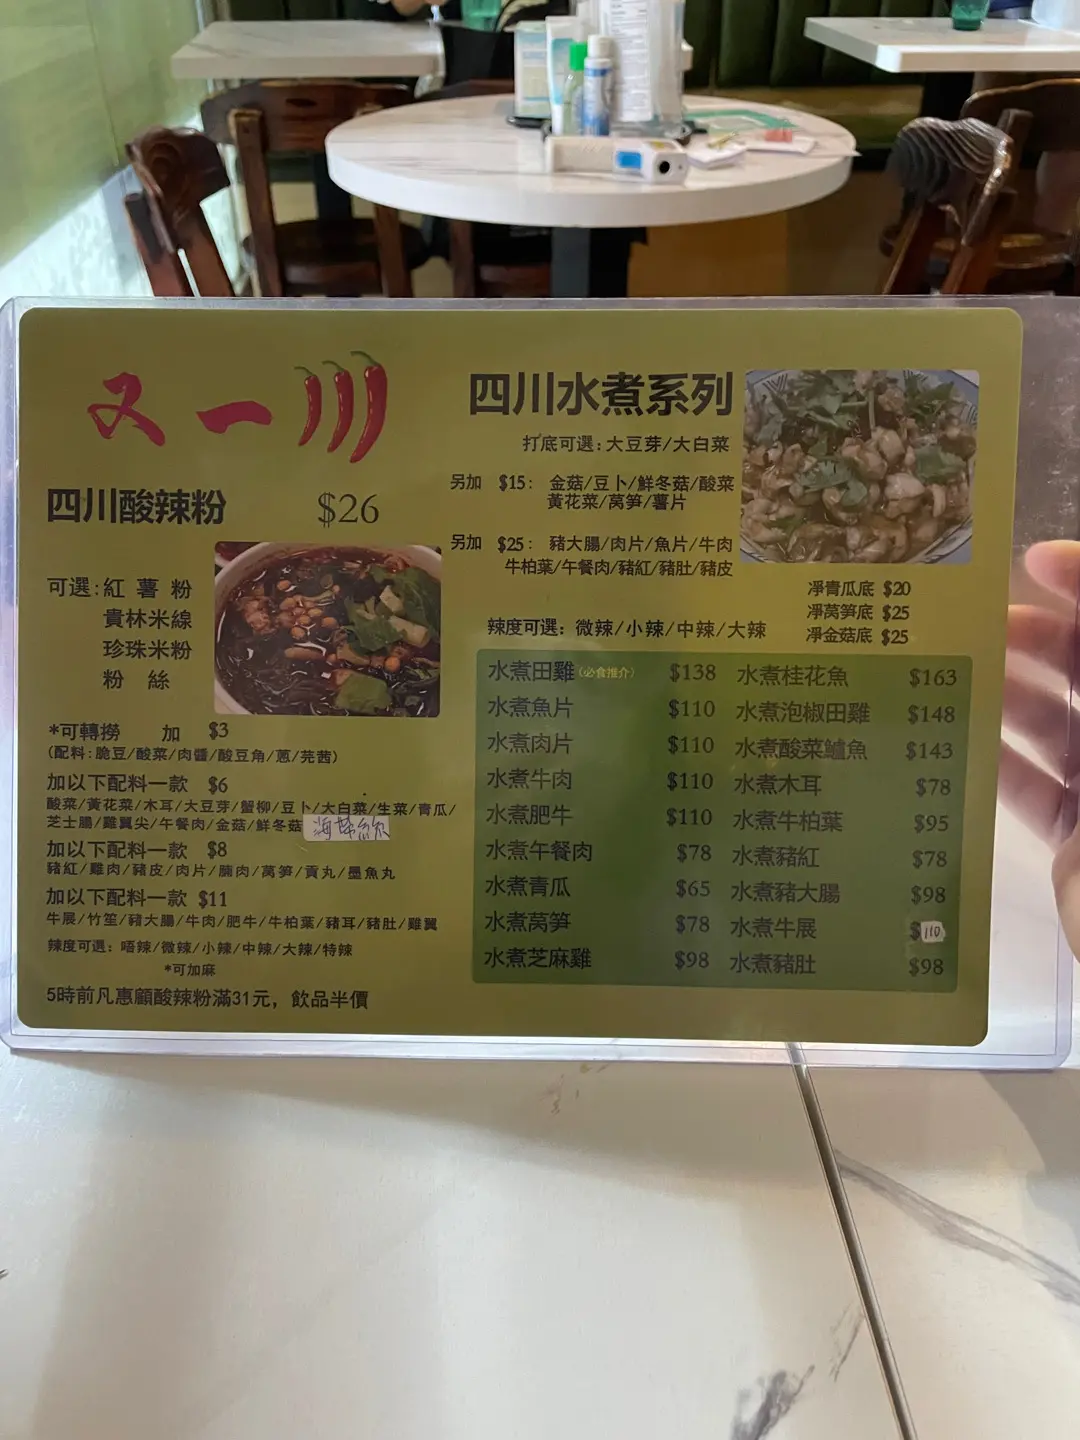 又一川
四川酸辣粉 $26
可選:紅薯粉
貴林米線
珍珠米粉
粉絲
*可轉撈 加 $3
(配料:脆豆/酸菜/肉醬/酸豆角/蔥/芫茜)
加以下配料一款 $6
酸菜/黃花菜/木耳/大豆芽/蟹柳/豆卜/大白菜/生菜/青瓜/
芝士腸/雞翼尖/午餐肉/金菇/鮮冬菇 海帶絲
加以下配料一款 $8
豬紅/雞肉/豬皮/肉片/腩肉/萵笋/貢丸/墨魚丸
加以下配料一款 $11
牛展/竹笙/豬大腸/牛肉/肥牛/牛柏葉/豬耳/豬肚/雞翼
辣度可選: 唔辣/微辣/小辣/中辣/大辣/特辣
*可加麻
5時前凡惠顧酸辣粉滿31元，飲品半價
四川水煮系列
打底可選:大豆芽/大白菜
另加 $15: 金菇/豆卜/鮮冬菇/酸菜
黃花菜/萵笋/薯片
另加 $25: 豬大腸/肉片/魚片/牛肉
牛柏葉/午餐肉/豬紅/豬肚/豬皮
淨青瓜底 $20
淨萵笋底 $25
淨金菇底 $25
辣度可選: 微辣/小辣/中辣/大辣
水煮田雞(必食推介) $138
水煮魚片 $110
水煮肉片 $110
水煮牛肉 $110
水煮肥牛 $110
水煮午餐肉 $78
水煮青瓜 $65
水煮萵笋 $78
水煮芝麻雞 $98
水煮桂花魚 $163
水煮泡椒田雞 $148
水煮酸菜鱸魚 $143
水煮木耳 $78
水煮牛柏葉 $95
水煮豬紅 $78
水煮豬大腸 $98
水煮牛展 $110
水煮豬肚 $98